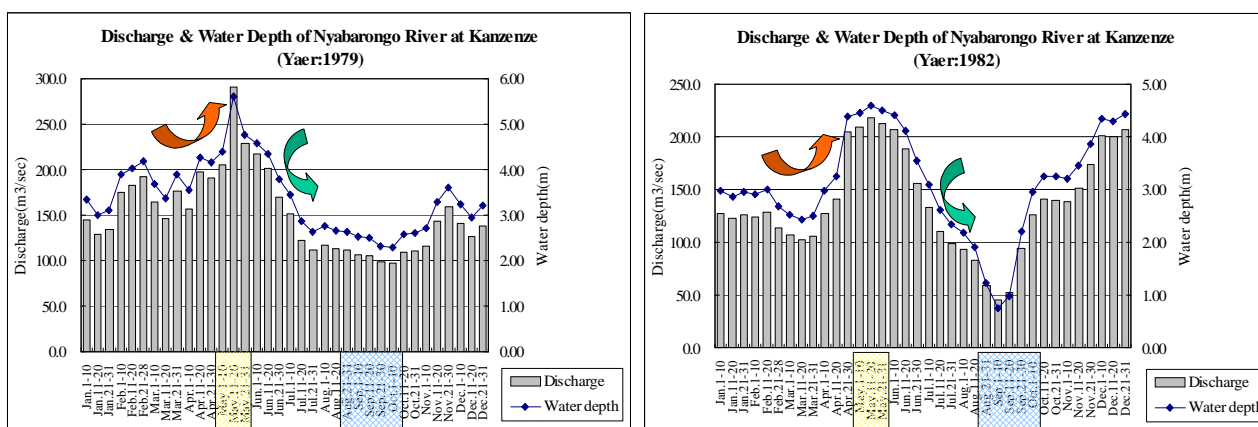 Discharge & Water Depth of Nyabarongo River at Kanzenze
(Yaer:1979)
300.0
250.0
200.0
150.0
100.0
50.0
0.0
Discharge(m3/sec)
6.00
5.00
4.00
3.00
2.00
1.00
0.00
Water depth(m)
Jan.1-10
Jan.11-20
Jan.21-31
Feb.1-10
Feb.11-20
Feb.21-28
Mar.1-10
Mar.11-20
Mar.21-31
Apr.1-10
Apr.11-20
Apr.21-30
Jun.1-10
Jun.11-20
Jun.21-30
Jul.1-10
Jul.11-20
Jul.21-31
Aug.1-10
Aug.11-20
Oct.11-20
Oct.21-31
Nov.1-10
Nov.11-20
Nov.21-30
Dec.1-10
Dec.11-20
Dec.21-31
Discharge
Water depth
Discharge & Water Depth of Nyabarongo River at Kanzenze
(Yaer:1982)
250.0
200.0
150.0
100.0
50.0
0.0
Discharge(m3/sec)
5.00
4.00
3.00
2.00
1.00
0.00
Water depth(m)
Jan.1-10
Jan.11-20
Jan.21-31
Feb.1-10
Feb.11-20
Feb.21-28
Mar.1-10
Mar.11-20
Mar.21-31
Apr.1-10
Apr.11-20
Apr.21-30
Jun.1-10
Jun.11-20
Jun.21-30
Jul.1-10
Jul.11-20
Jul.21-31
Aug.1-10
Aug.11-20
Oct.11-20
Oct.21-31
Nov.1-10
Nov.11-20
Nov.21-30
Dec.1-10
Dec.11-20
Dec.21-31
Discharge
Water depth